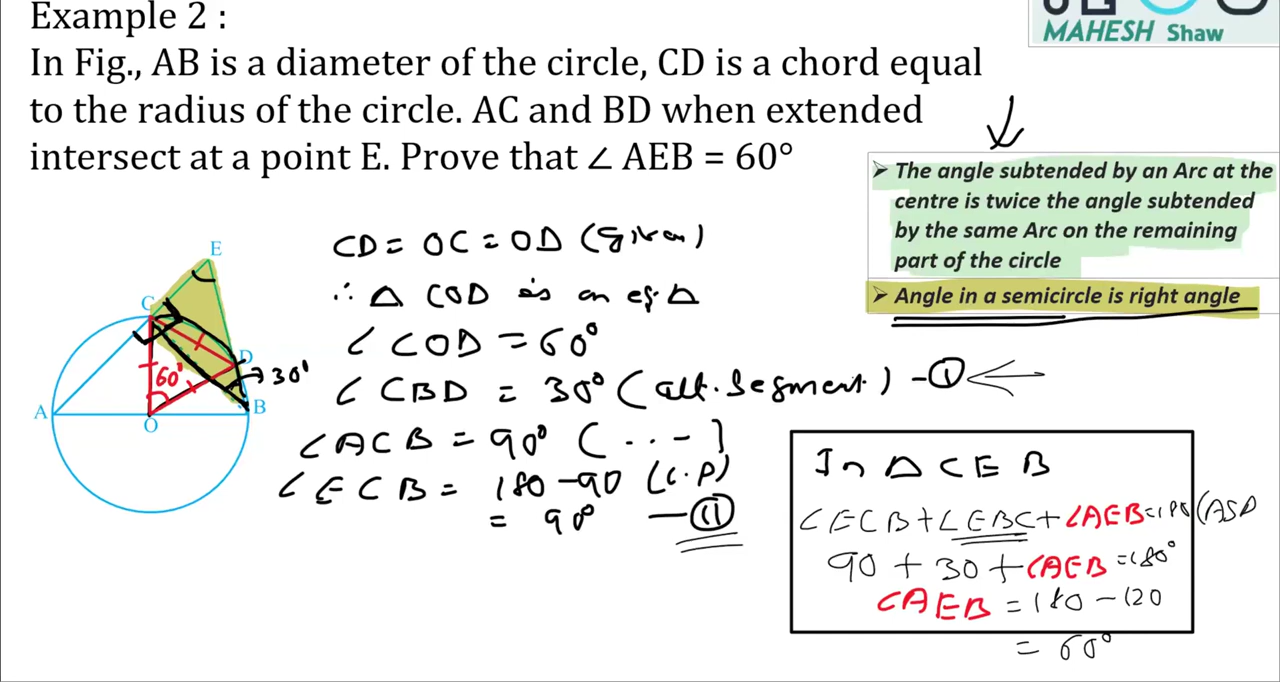 Example 2 :
MAHESH Shaw
In Fig., AB is a diameter of the circle, CD is a chord equal
to the radius of the circle. AC and BD when extended
intersect at a point E. Prove that ∠ AEB = 60°
➤ The angle subtended by an Arc at the
centre is twice the angle subtended
by the same Arc on the remaining
part of the circle
➤ Angle in a semicircle is right angle
E
C
D
60°
30°
A
O
B
CD = OC = OD (given)
∴ △ COD is an eq △
∠ COD = 60°
∠ CBD = 30° (alt. Segment) - ①
∠ACB = 90° (...-)
∠ECB = 180 - 90 (L.P)
= 90° — ⑪
In △ CEB
∠ECB + ∠EBC + ∠AEB = 180 (ASP
90 + 30 + ∠AEB = 180°
∠AEB = 180 - 120
= 60°